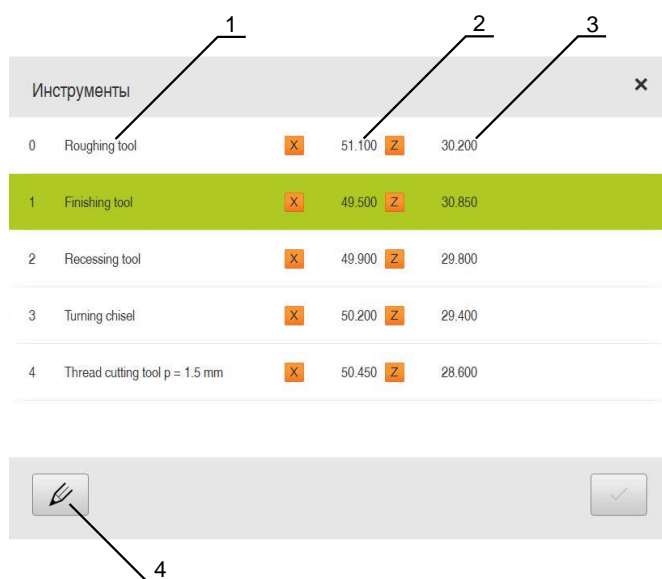 1 2 3
Инструменты ×
0 Roughing tool X 51.100 Z 30.200
1 Finishing tool X 49.500 Z 30.850
2 Recessing tool X 49.900 Z 29.800
3 Turning chisel X 50.200 Z 29.400
4 Thread cutting tool p = 1.5 mm X 50.450 Z 28.600
4